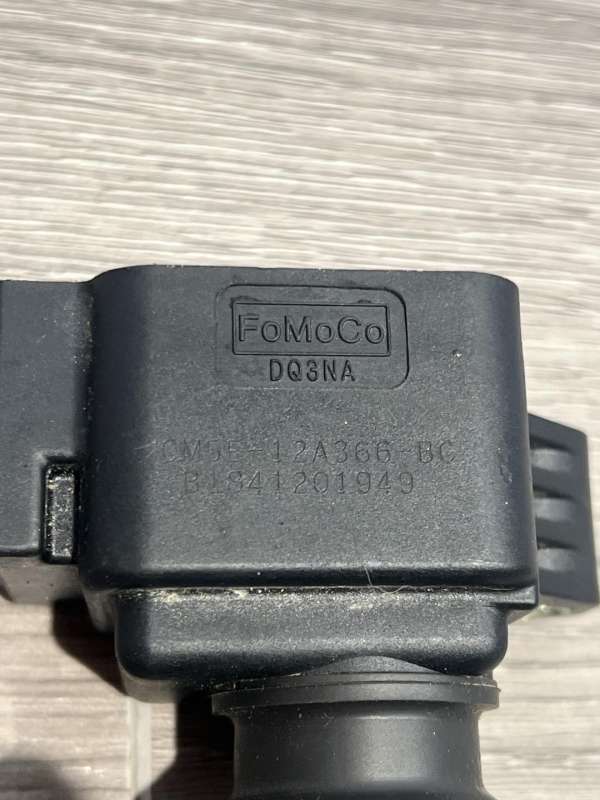 FoMoCo
DQ3NA
CM5E-12A366-BC
B1841201949